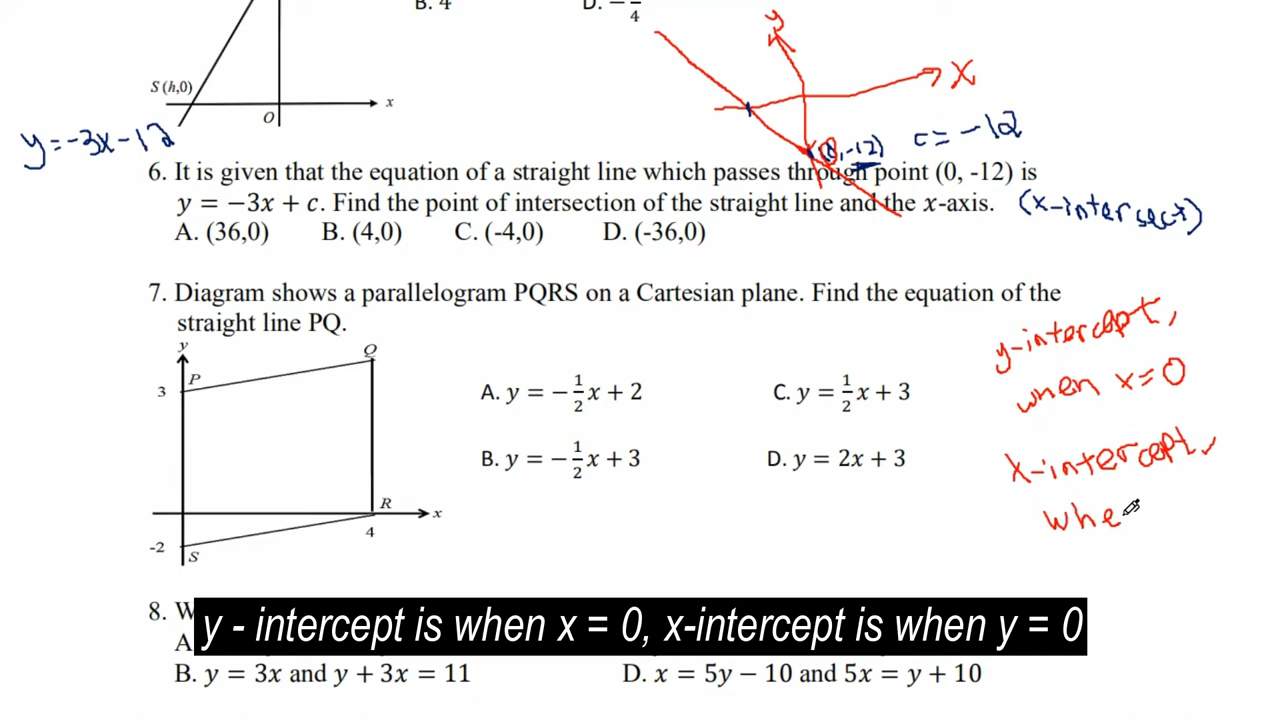 B. 4 D. −
4
S (h,0)
x
O
y
X
y=-3x-12
(0,-12)
c=-12
6. It is given that the equation of a straight line which passes through point (0, -12) is
y = −3x + c. Find the point of intersection of the straight line and the x-axis.
(x-intersect)
A. (36,0) B. (4,0) C. (-4,0) D. (-36,0)
7. Diagram shows a parallelogram PQRS on a Cartesian plane. Find the equation of the
straight line PQ.
y
Q
P
3
R
x
4
-2
S
A. y = −1/2x + 2 C. y = 1/2x + 3
B. y = −1/2x + 3 D. y = 2x + 3
y-intercept,
when x=0
x-intercept,
whe
8. W
y - intercept is when x = 0, x-intercept is when y = 0
A
B. y = 3x and y + 3x = 11 D. x = 5y − 10 and 5x = y + 10